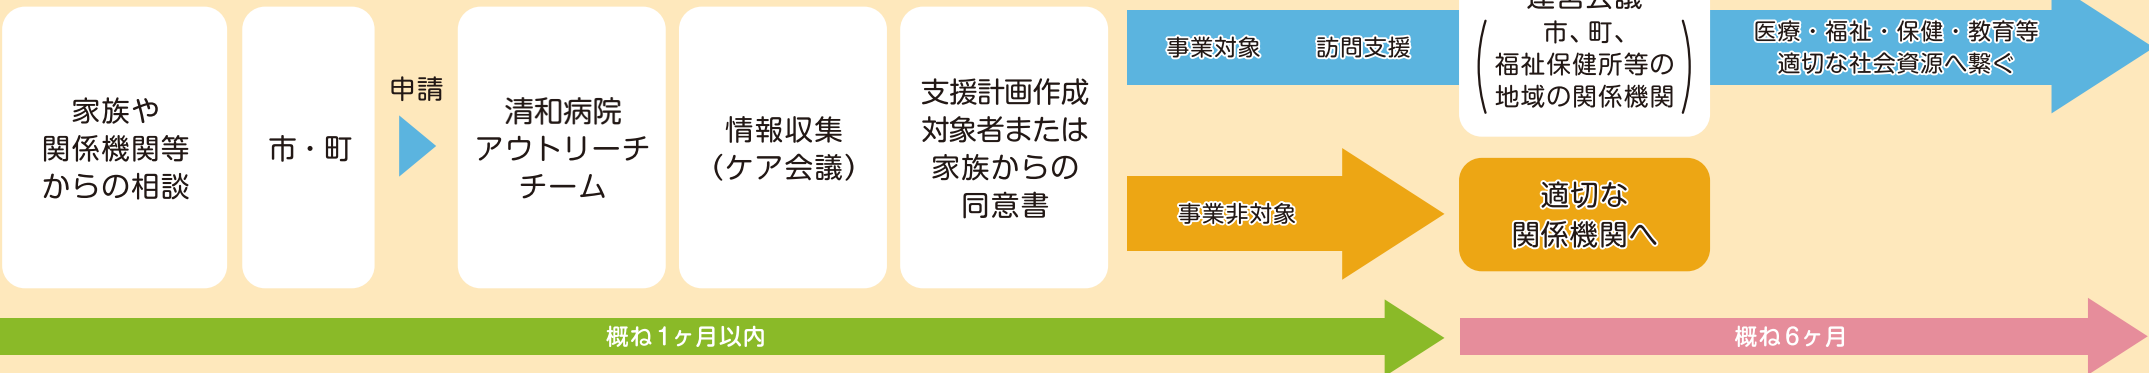 家族や
関係機関等
からの相談
市・町
申請
清和病院
アウトリーチ
チーム
情報収集
（ケア会議）
支援計画作成
対象者または
家族からの
同意書
事業対象 訪問支援
運営会議
市、町、
福祉保健所等の
地域の関係機関
医療・福祉・保健・教育等
適切な社会資源へ繋ぐ
事業非対象
適切な
関係機関へ
概ね1ヶ月以内
概ね6ヶ月